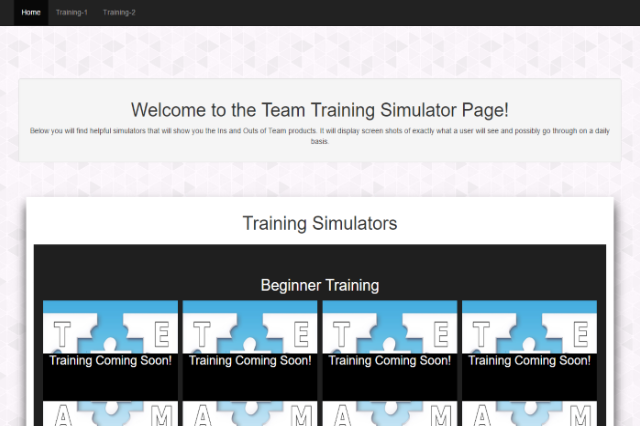 Home Training-1 Training-2
Welcome to the Team Training Simulator Page!
Below you will find helpful simulators that will show you the Ins and Outs of Team products. It will display screen shots of exactly what a user will see and possibly go through on a daily
basis.
Training Simulators
Beginner Training
T E T E T E T E
Training Coming Soon! Training Coming Soon! Training Coming Soon! Training Coming Soon!
A M A M A M A M